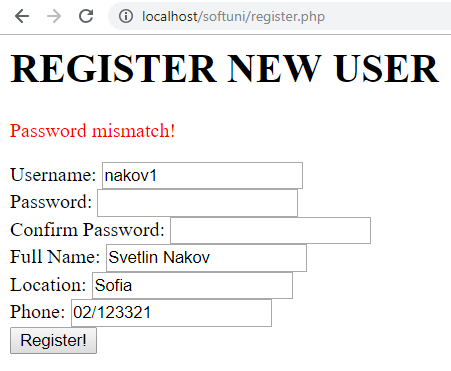 localhost/softuni/register.php
REGISTER NEW USER
Password mismatch!
Username: nakov1
Password:
Confirm Password:
Full Name: Svetlin Nakov
Location: Sofia
Phone: 02/123321
Register!